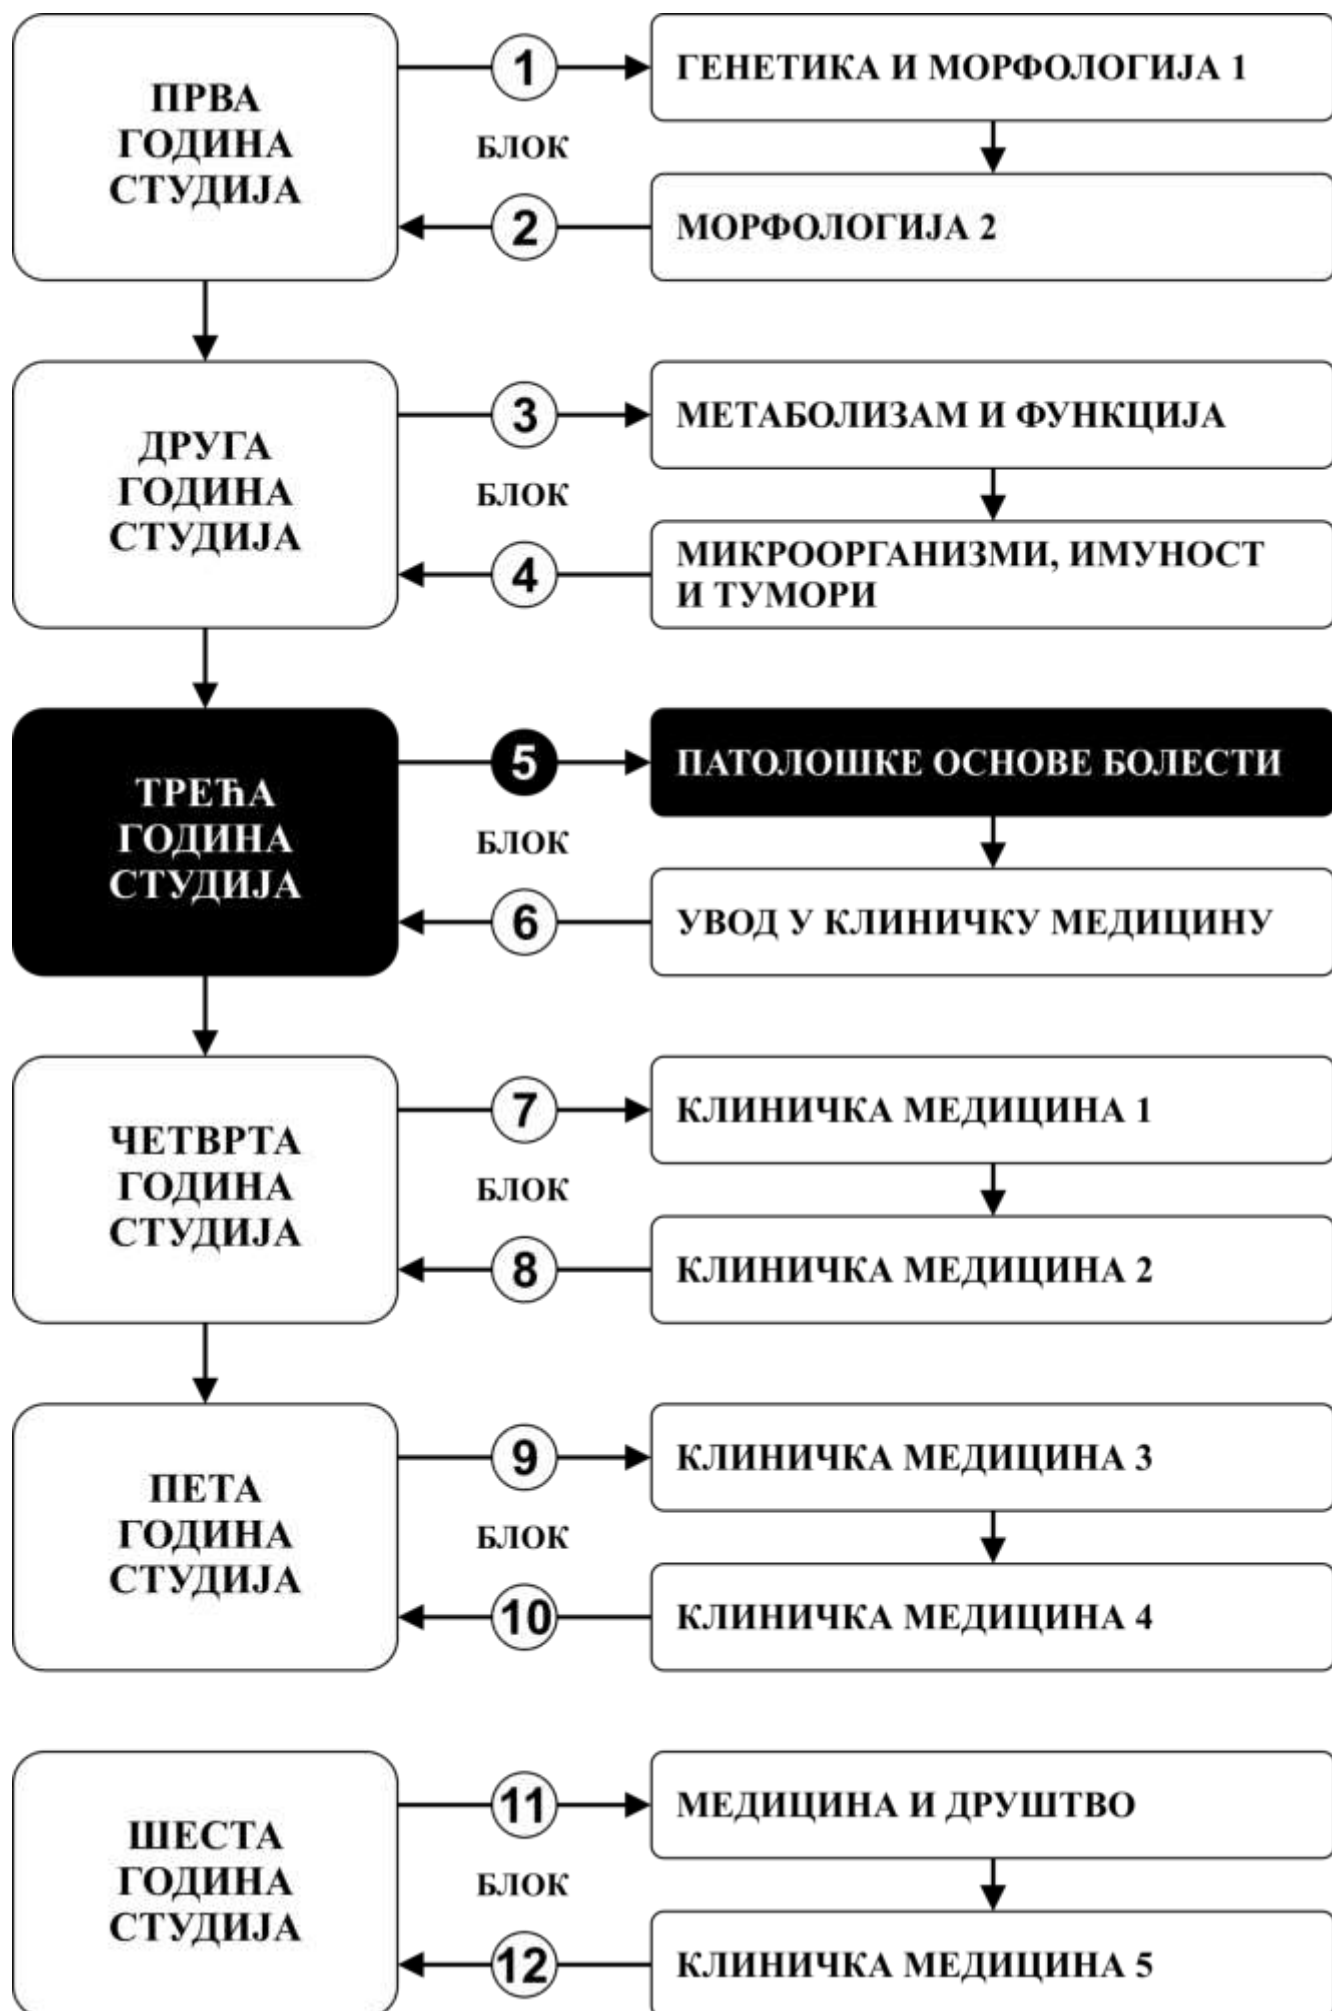 ПРВА
ГОДИНА
СТУДИЈА
1
БЛОК
2
ГЕНЕТИКА И МОРФОЛОГИЈА 1
МОРФОЛОГИЈА 2
ДРУГА
ГОДИНА
СТУДИЈА
3
БЛОК
4
МЕТАБОЛИЗАМ И ФУНКЦИЈА
МИКРООРГАНИЗМИ, ИМУНОСТ
И ТУМОРИ
ТРЕЋА
ГОДИНА
СТУДИЈА
5
БЛОК
6
ПАТОЛОШКЕ ОСНОВЕ БОЛЕСТИ
УВОД У КЛИНИЧКУ МЕДИЦИНУ
ЧЕТВРТА
ГОДИНА
СТУДИЈА
7
БЛОК
8
КЛИНИЧКА МЕДИЦИНА 1
КЛИНИЧКА МЕДИЦИНА 2
ПЕТА
ГОДИНА
СТУДИЈА
9
БЛОК
10
КЛИНИЧКА МЕДИЦИНА 3
КЛИНИЧКА МЕДИЦИНА 4
ШЕСТА
ГОДИНА
СТУДИЈА
11
БЛОК
12
МЕДИЦИНА И ДРУШТВО
КЛИНИЧКА МЕДИЦИНА 5